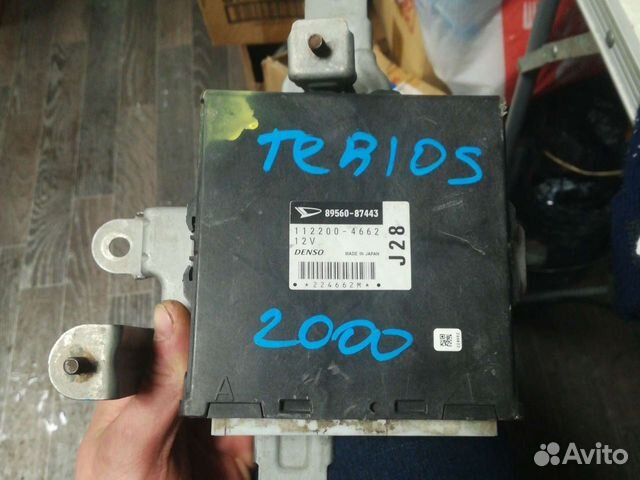 TERIOS
89560-87443
112200-4662
12V
DENSO MADE IN JAPAN
J28
*224662M*
2000
A A
Avito